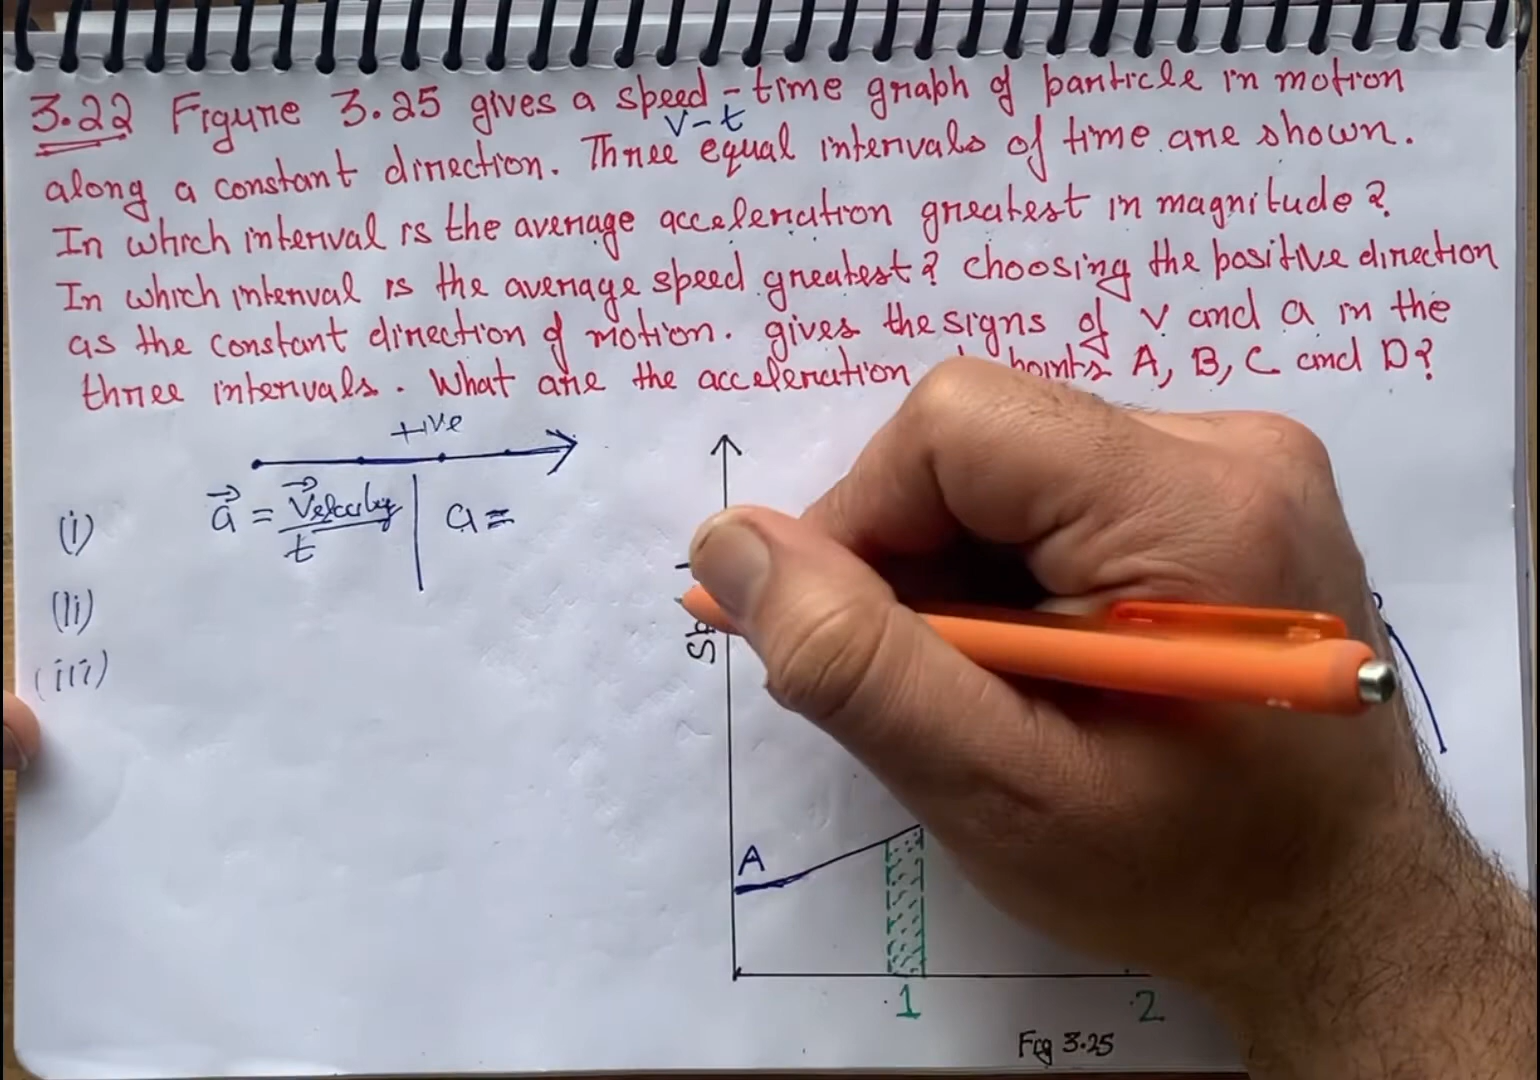 3.22 Figure 3.25 gives a speed-time graph of particle in motion
v-t
along a constant direction. Three equal intervals of time are shown.
In which interval is the average acceleration greatest in magnitude?
In which interval is the average speed greatest? Choosing the positive direction
as the constant direction of motion. gives the signs of v and a in the
three intervals. What are the acceleration points A, B, C and D?
+ive
(i)
a = Velocity / t
a =
(ii)
(iii)
A
1
2
Fig 3.25